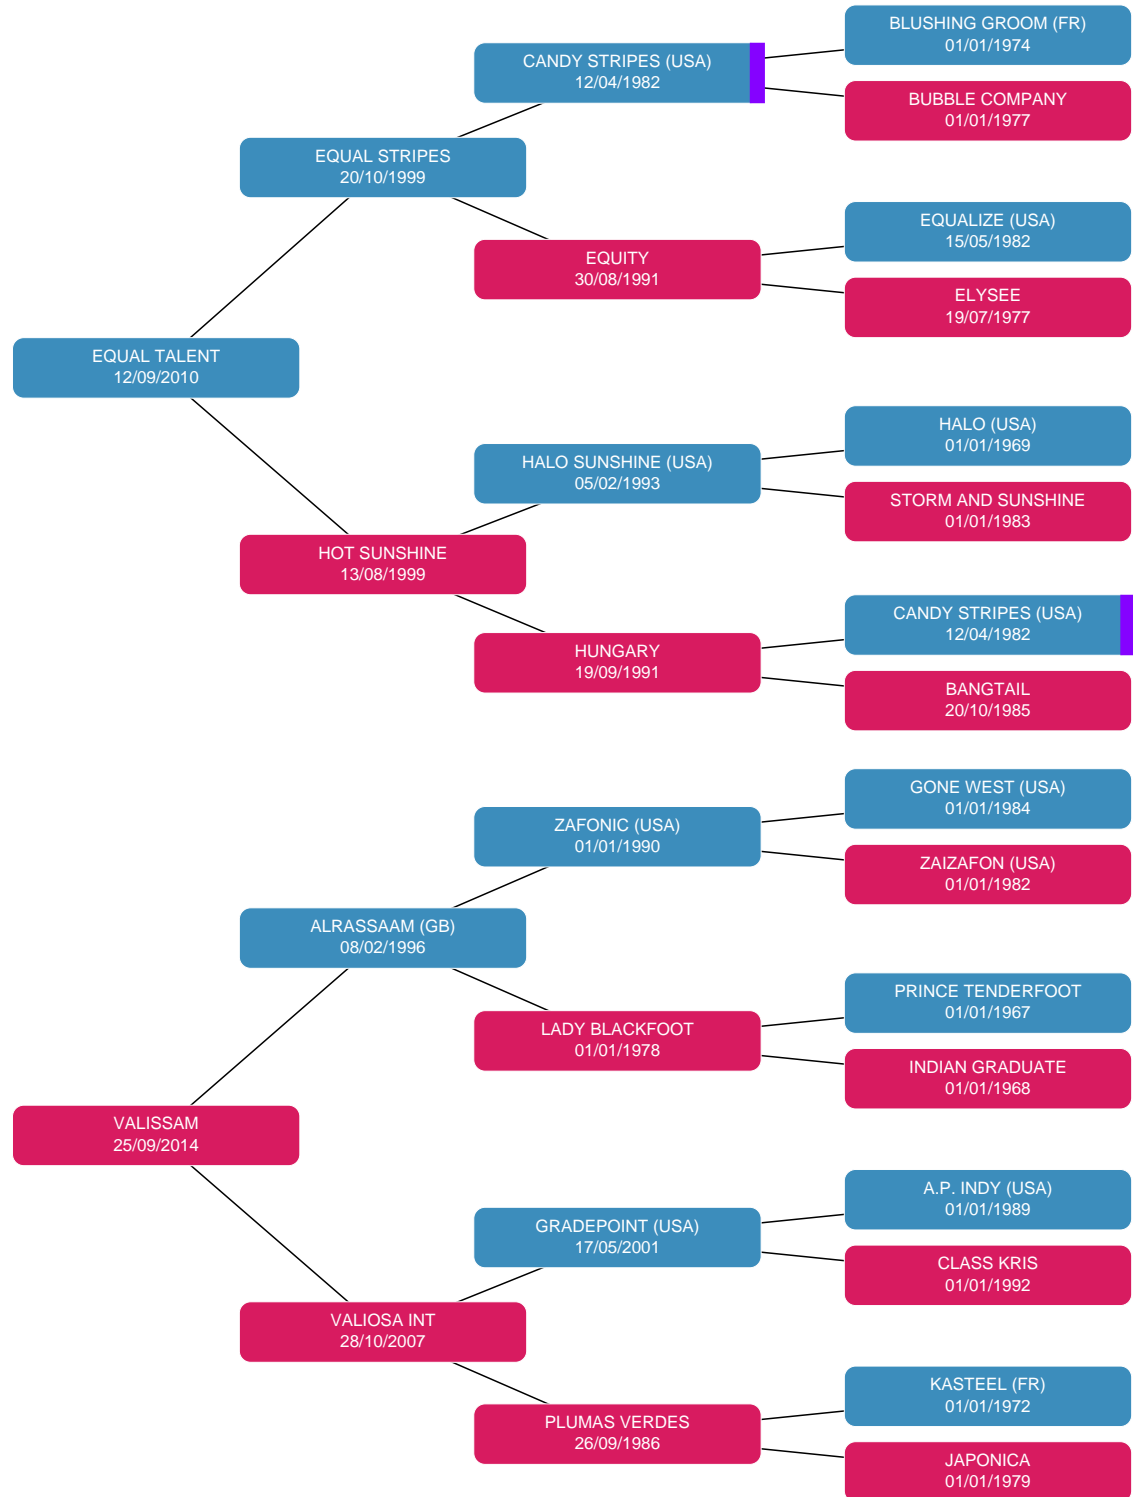 BLUSHING GROOM (FR)
01/01/1974
CANDY STRIPES (USA)
12/04/1982
BUBBLE COMPANY
01/01/1977
EQUAL STRIPES
20/10/1999
EQUALIZE (USA)
15/05/1982
EQUITY
30/08/1991
ELYSEE
19/07/1977
EQUAL TALENT
12/09/2010
HALO (USA)
01/01/1969
HALO SUNSHINE (USA)
05/02/1993
STORM AND SUNSHINE
01/01/1983
HOT SUNSHINE
13/08/1999
CANDY STRIPES (USA)
12/04/1982
HUNGARY
19/09/1991
BANGTAIL
20/10/1985
GONE WEST (USA)
01/01/1984
ZAFONIC (USA)
01/01/1990
ZAIZAFON (USA)
01/01/1982
ALRASSAAM (GB)
08/02/1996
PRINCE TENDERFOOT
01/01/1967
LADY BLACKFOOT
01/01/1978
INDIAN GRADUATE
01/01/1968
VALISSAM
25/09/2014
A.P. INDY (USA)
01/01/1989
GRADEPOINT (USA)
17/05/2001
CLASS KRIS
01/01/1992
VALIOSA INT
28/10/2007
KASTEEL (FR)
01/01/1972
PLUMAS VERDES
26/09/1986
JAPONICA
01/01/1979